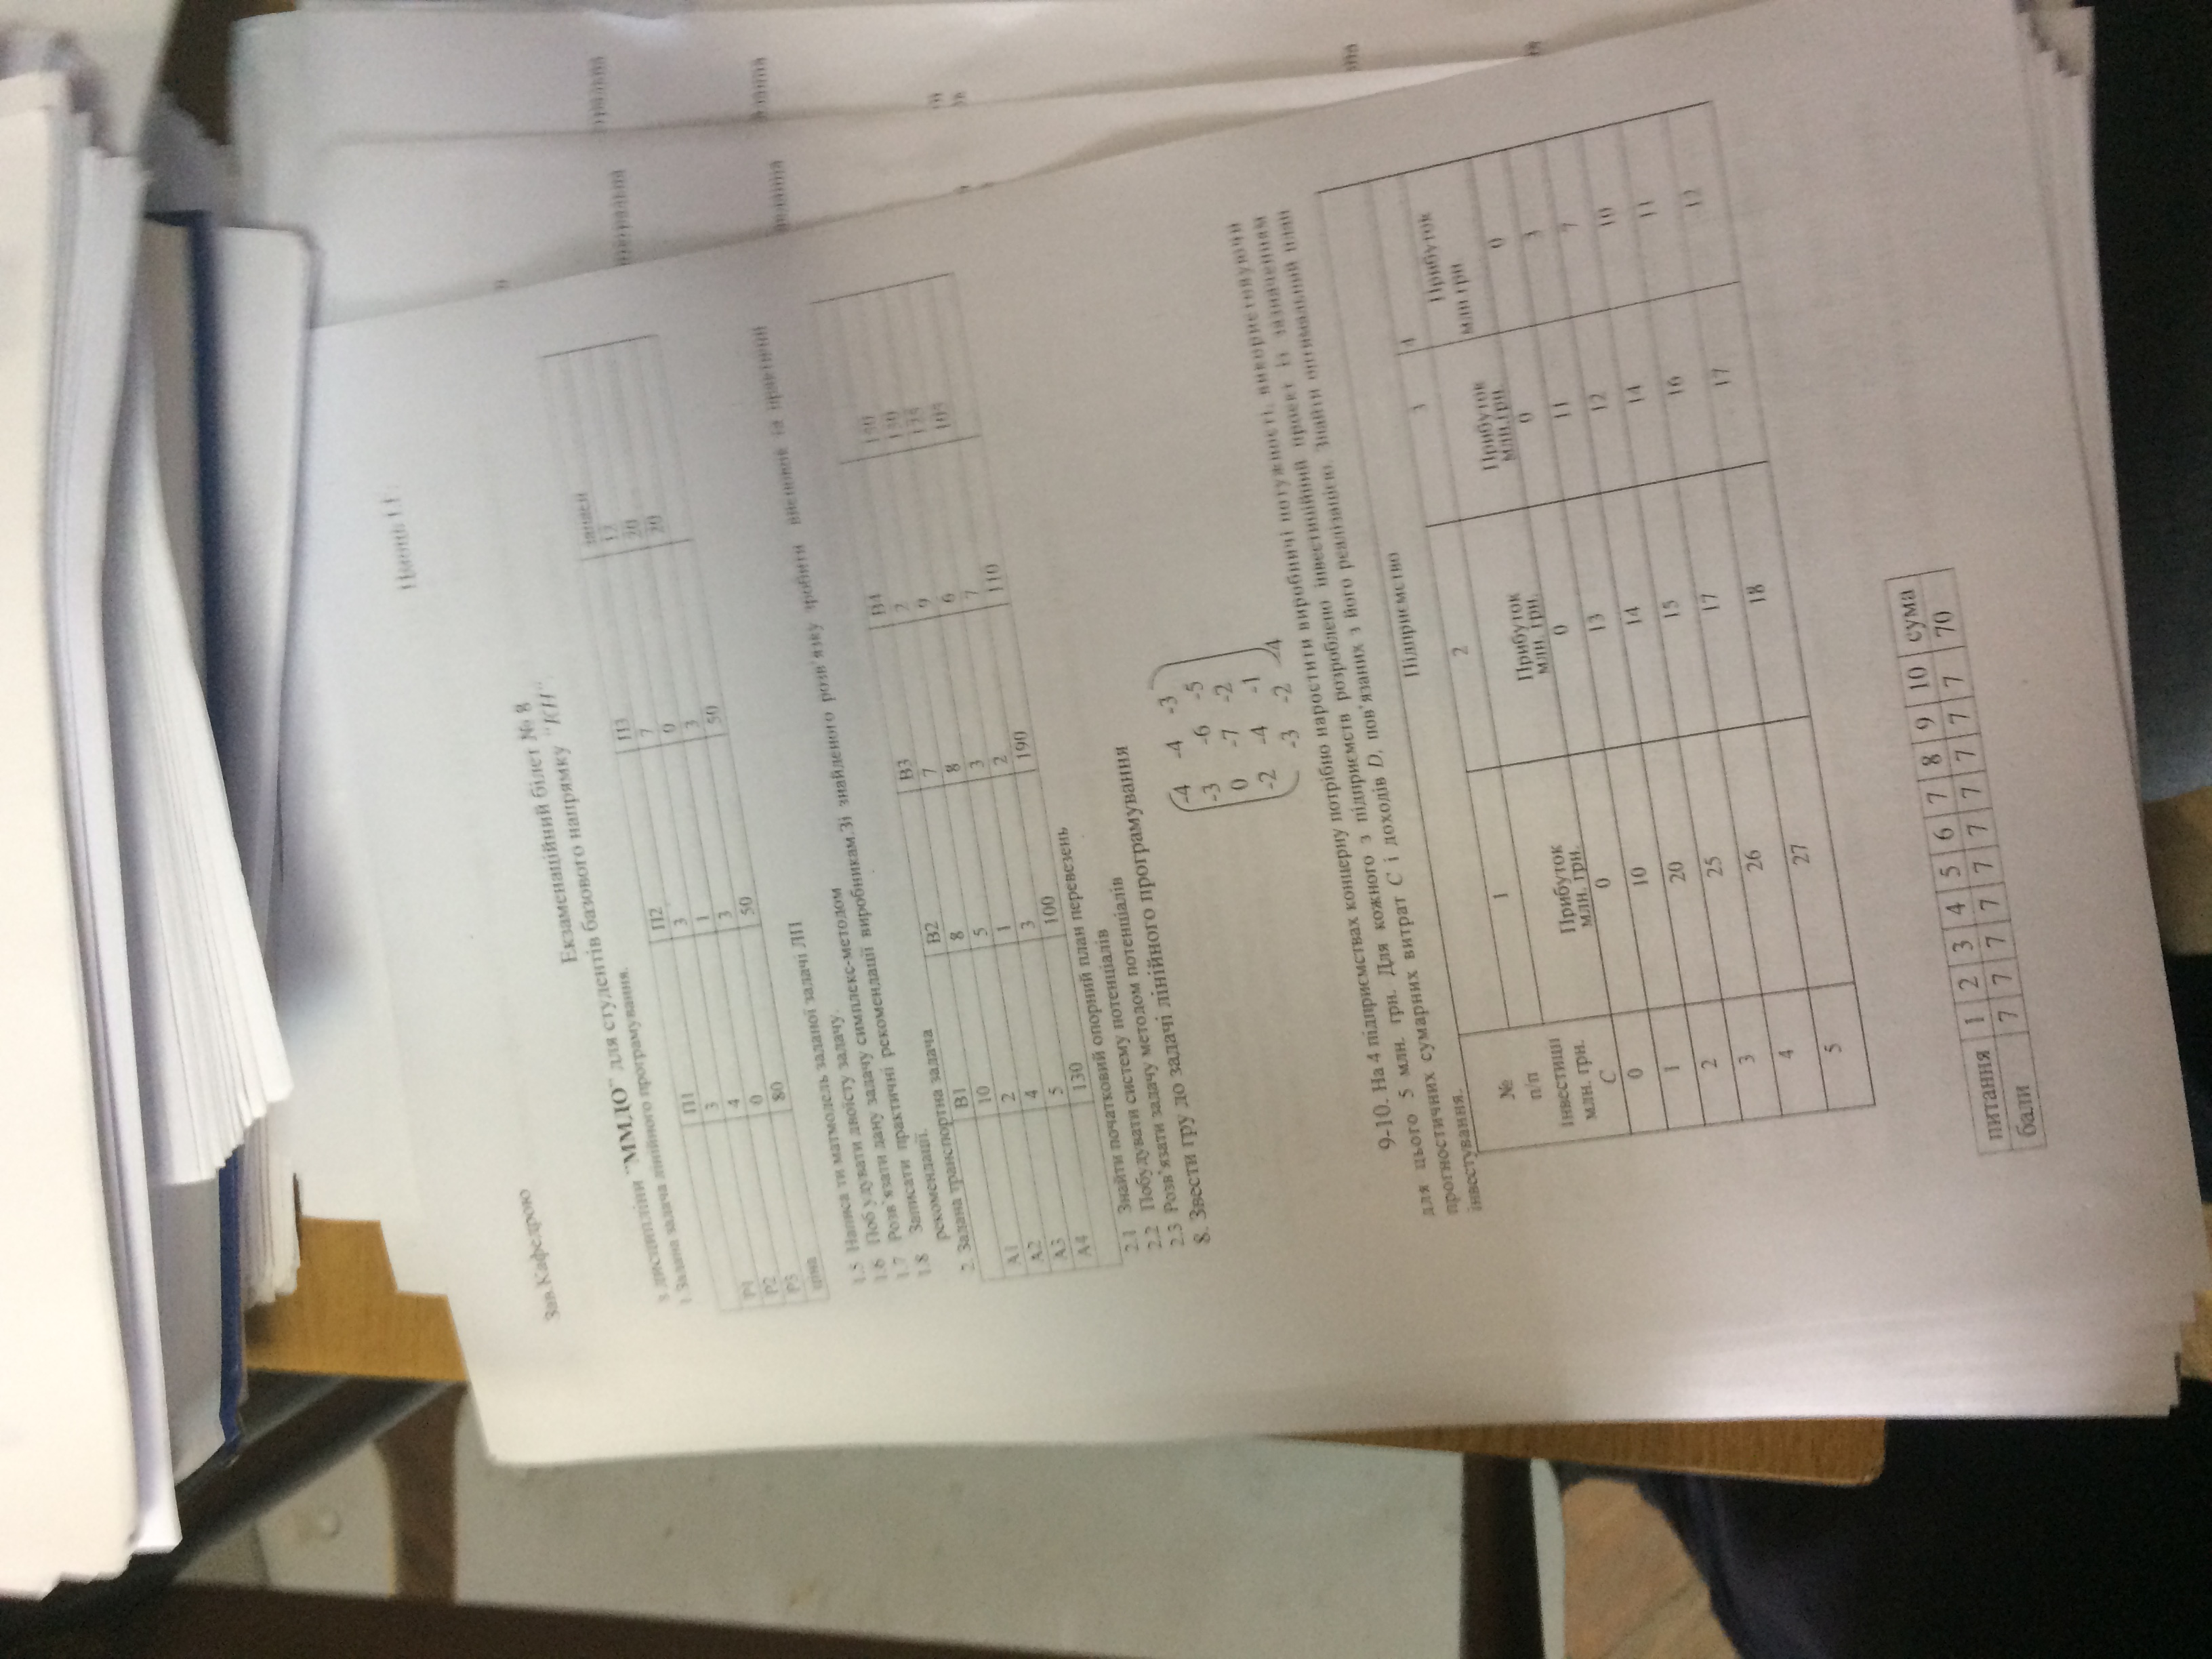 Зав.Кафедрою
Екзаменаційний білет № 8
з дисципліни "ММДО" для студентів базового напрямку "КН"
1 Задана задача лінійного програмування.
П1 П2 П3 запаси
Р1 3 3 7 12
Р2 4 1 0 20
Р3 0 3 3 20
ціна 80 50 50
1.5 Написа ти матмодель заданої задачі ЛП
1.6 Поб удувати двоїсту задачу.
1.7 Розв'язати дану задачу симплекс-методом
1.8 Записати практичні рекомендації виробникам.Зі знайденого розв'язку зробити висновок та практичні
рекомендації.
2. Задана транспортна задача
В1 В2 В3 В4
А1 10 8 7 2 140
А2 2 5 8 9 150
А3 4 1 3 6 125
А4 5 3 2 7 105
130 100 190 110
2.1 Знайти початковий опорний план перевезень
2.2 Побудувати систему потенціалів
2.3 Розв'язати задачу методом потенціалів
8. Звести гру до задачі лінійного програмування
-4 -4 -3
-3 -6 -5
0 -7 -2
-2 -4 -1
-3 -2 -4
9-10. На 4 підприємствах концерну потрібно наростити виробничі потужності, використовуючи
для цього 5 млн. грн. Для кожного з підприємств розроблено інвестиційний проект із зазначенням
прогностичних сумарних витрат С і доходів D, пов'язаних з його реалізацією. Знайти оптимальний план
інвестування.
№
п/п
інвестиції
млн. грн.
С
Підприємство
1 2 3 4
Прибуток млн. грн. Прибуток млн. грн. Прибуток млн.грн. Прибуток млн.грн.
0 0 0 0 0
1 10 13 11 3
2 20 14 12 7
3 25 15 14 10
4 26 17 16 11
5 27 18 17 12
питання 1 2 3 4 5 6 7 8 9 10 сума
бали 7 7 7 7 7 7 7 7 7 7 70